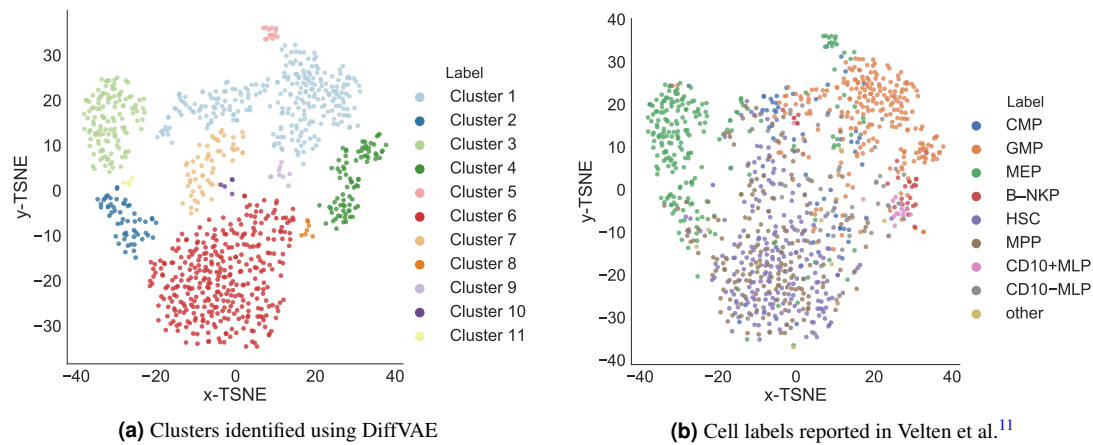 30
20
10
0
−10
−20
−30
y-TSNE
−40
−20
0
20
40
x-TSNE
Label
Cluster 1
Cluster 2
Cluster 3
Cluster 4
Cluster 5
Cluster 6
Cluster 7
Cluster 8
Cluster 9
Cluster 10
Cluster 11
(a) Clusters identified using DiffVAE
40
30
20
10
0
−10
−20
−30
−40
y-TSNE
−40
−20
0
20
40
x-TSNE
Label
CMP
GMP
MEP
B–NKP
HSC
MPP
CD10+MLP
CD10−MLP
other
(b) Cell labels reported in Velten et al.11